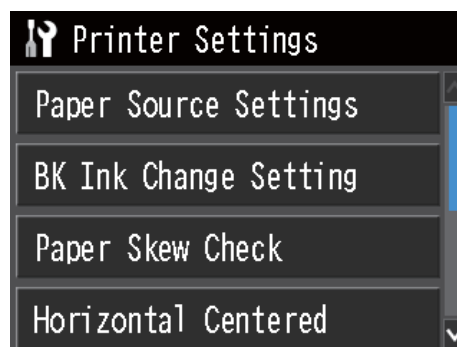 Printer Settings
Paper Source Settings
BK Ink Change Setting
Paper Skew Check
Horizontal Centered